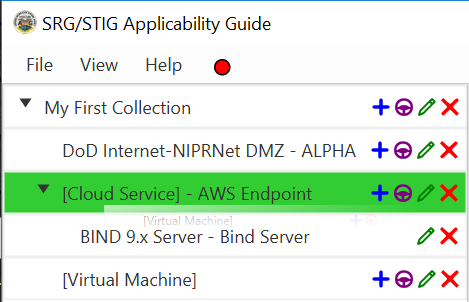 SRG/STIG Applicability Guide
File View Help
My First Collection
DoD Internet-NIPRNet DMZ - ALPHA
[Cloud Service] - AWS Endpoint
[Virtual Machine]
BIND 9.x Server - Bind Server
[Virtual Machine]